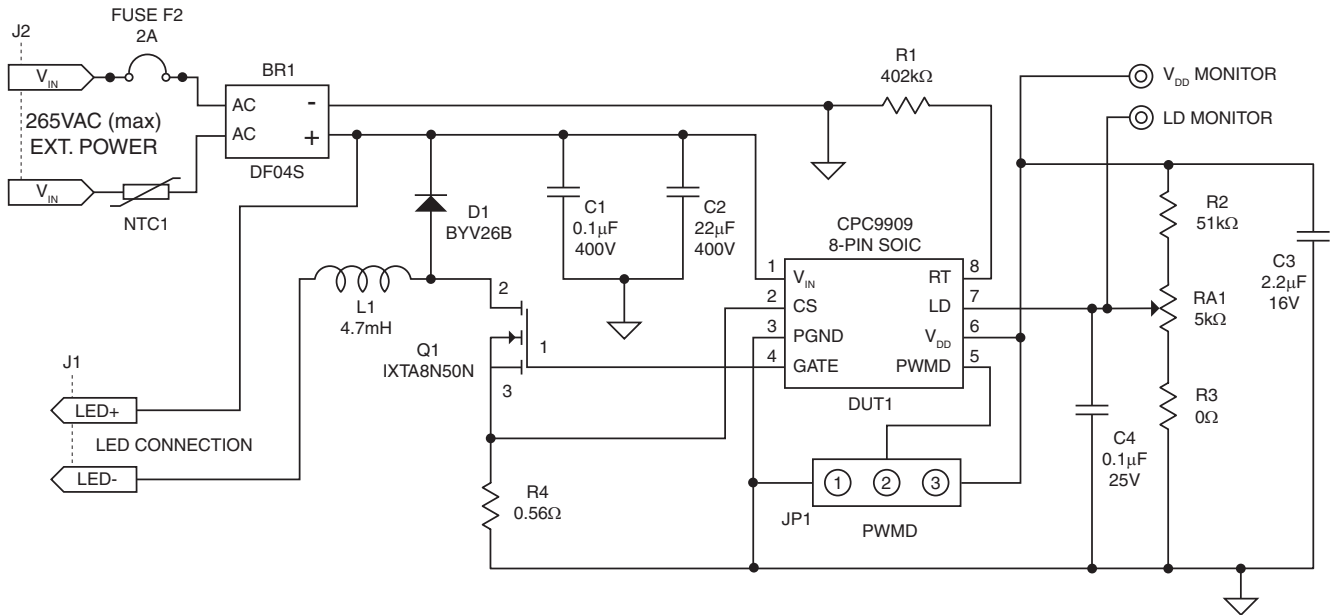 FUSE F2
2A
J2
V_IN
265VAC (max)
EXT. POWER
V_IN
NTC1
BR1
AC
AC
-
+
DF04S
R1
402kΩ
V_DD MONITOR
LD MONITOR
D1
BYV26B
C1
0.1μF
400V
C2
22μF
400V
CPC9909
8-PIN SOIC
1
2
3
4
V_IN
CS
PGND
GATE
RT
LD
V_DD
PWMD
8
7
6
5
DUT1
R2
51kΩ
RA1
5kΩ
R3
0Ω
C3
2.2μF
16V
C4
0.1μF
25V
L1
4.7mH
2
1
3
Q1
IXTA8N50N
J1
LED+
LED CONNECTION
LED-
R4
0.56Ω
JP1
1
2
3
PWMD